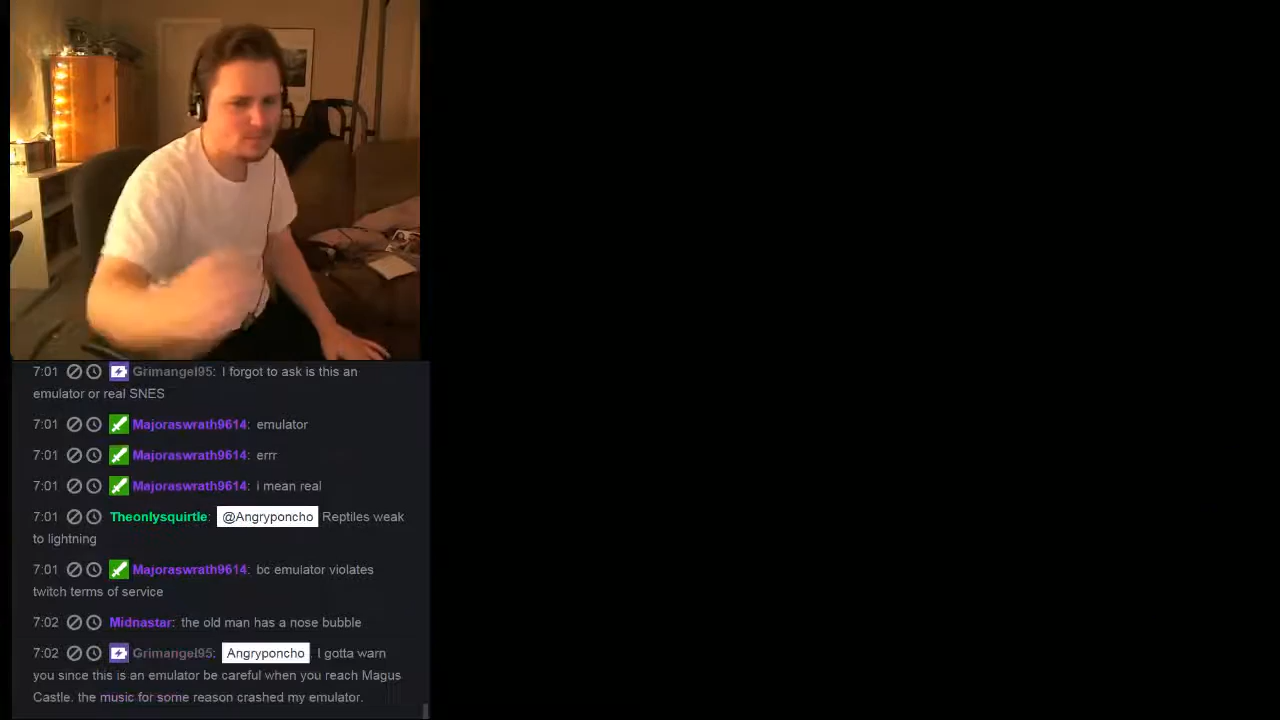 7:01 Grimangel95: I forgot to ask is this an
emulator or real SNES
7:01 Majoraswrath9614: emulator
7:01 Majoraswrath9614: errr
7:01 Majoraswrath9614: i mean real
7:01 Theonlysquirtle: @Angryponcho Reptiles weak
to lightning
7:01 Majoraswrath9614: bc emulator violates
twitch terms of service
7:02 Midnastar: the old man has a nose bubble
7:02 Grimangel95: Angryponcho. I gotta warn
you since this is an emulator be careful when you reach Magus
Castle. the music for some reason crashed my emulator.